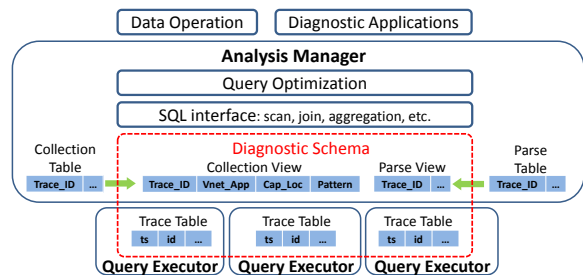 Data Operation Diagnostic Applications
Analysis Manager
Query Optimization
SQL interface: scan, join, aggregation, etc.
Diagnostic Schema
Collection Table
Collection View
Parse View
Parse Table
Trace_ID ...
Trace_ID Vnet_App Cap_Loc Pattern
Trace_ID ...
Trace_ID ...
Trace Table Trace Table Trace Table
ts id ... ts id ... ts id ...
Query Executor Query Executor Query Executor